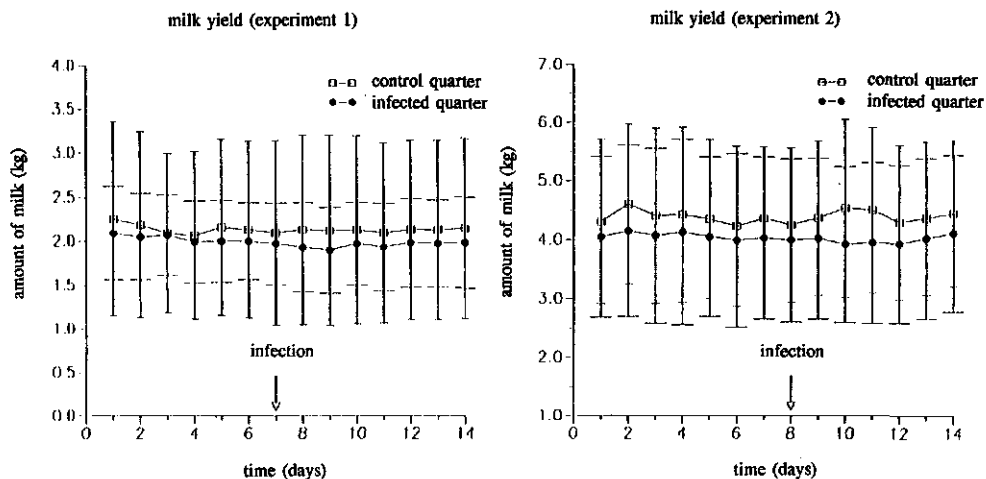 milk yield (experiment 1)
4.0
3.5
3.0
2.5
2.0
1.5
1.0
0.5
0.0
amount of milk (kg)
control quarter
infected quarter
infection
0 2 4 6 8 10 12 14
time (days)
milk yield (experiment 2)
7.0
6.0
5.0
4.0
3.0
2.0
1.0
amount of milk (kg)
control quarter
infected quarter
infection
0 2 4 6 8 10 12 14
time (days)